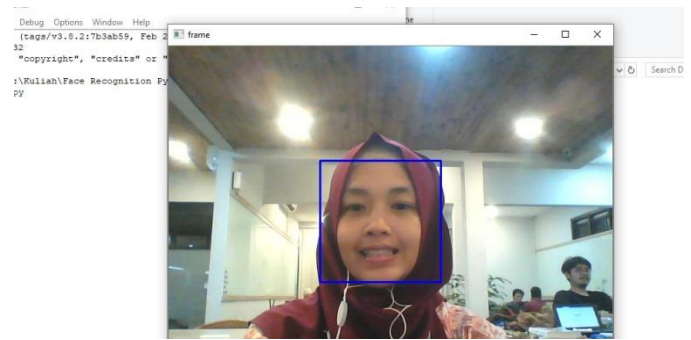 Debug Options Window Help
(tags/v3.8.2:7b3ab59, Feb 2
32
"copyright", "credits" or "
:\Kuliah\Face Recognition Py
py
frame
Search D